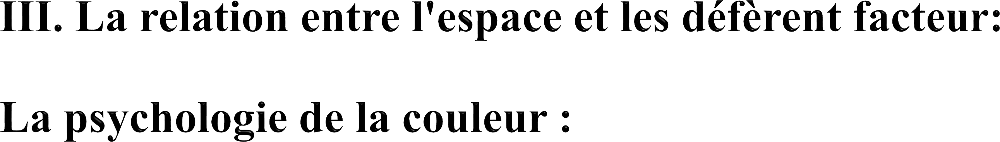 III. La relation entre l'espace et les défèrent facteur:
La psychologie de la couleur :